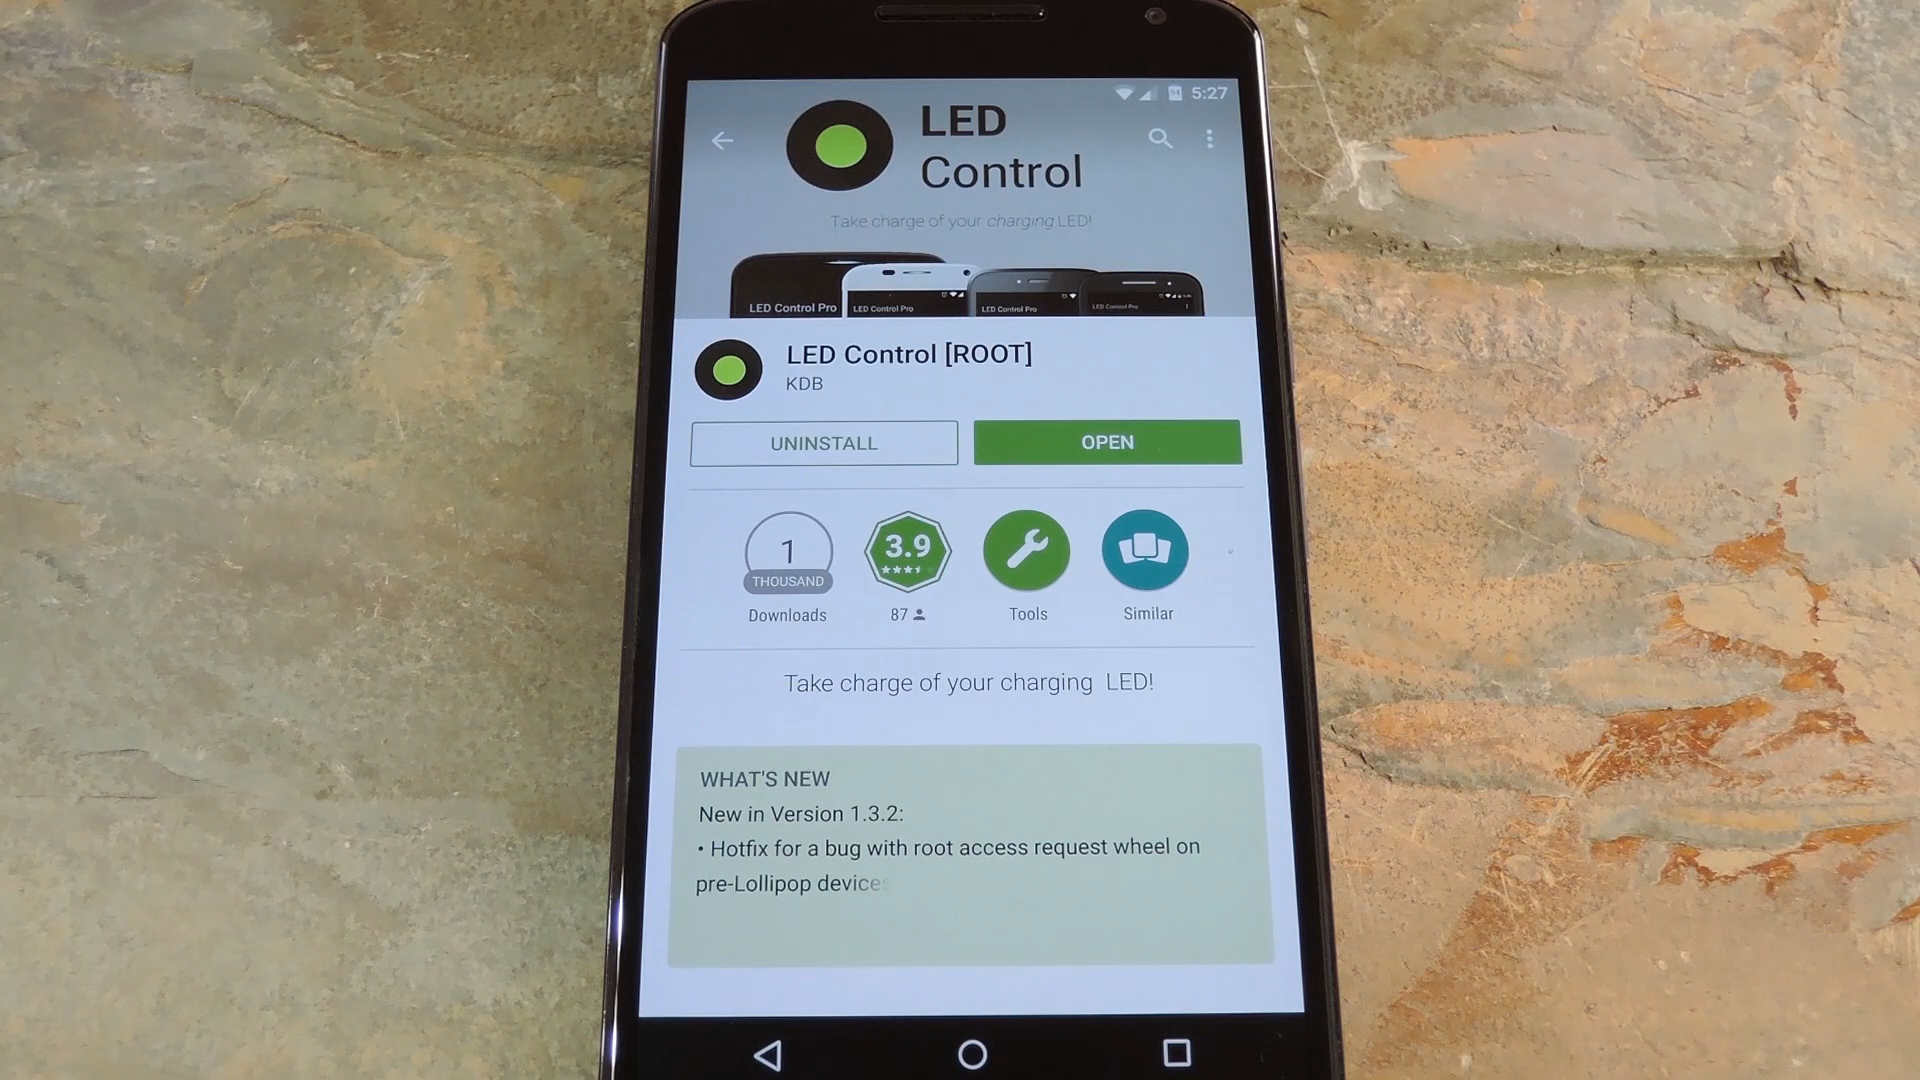 5:27
LED
Control
Take charge of your charging LED!
LED Control Pro
LED Control Pro
LED Control Pro
LED Control Pro
LED Control [ROOT]
KDB
UNINSTALL
OPEN
1
THOUSAND
Downloads
3.9
87
Tools
Similar
Take charge of your charging LED!
WHAT'S NEW
New in Version 1.3.2:
• Hotfix for a bug with root access request wheel on
pre-Lollipop devices